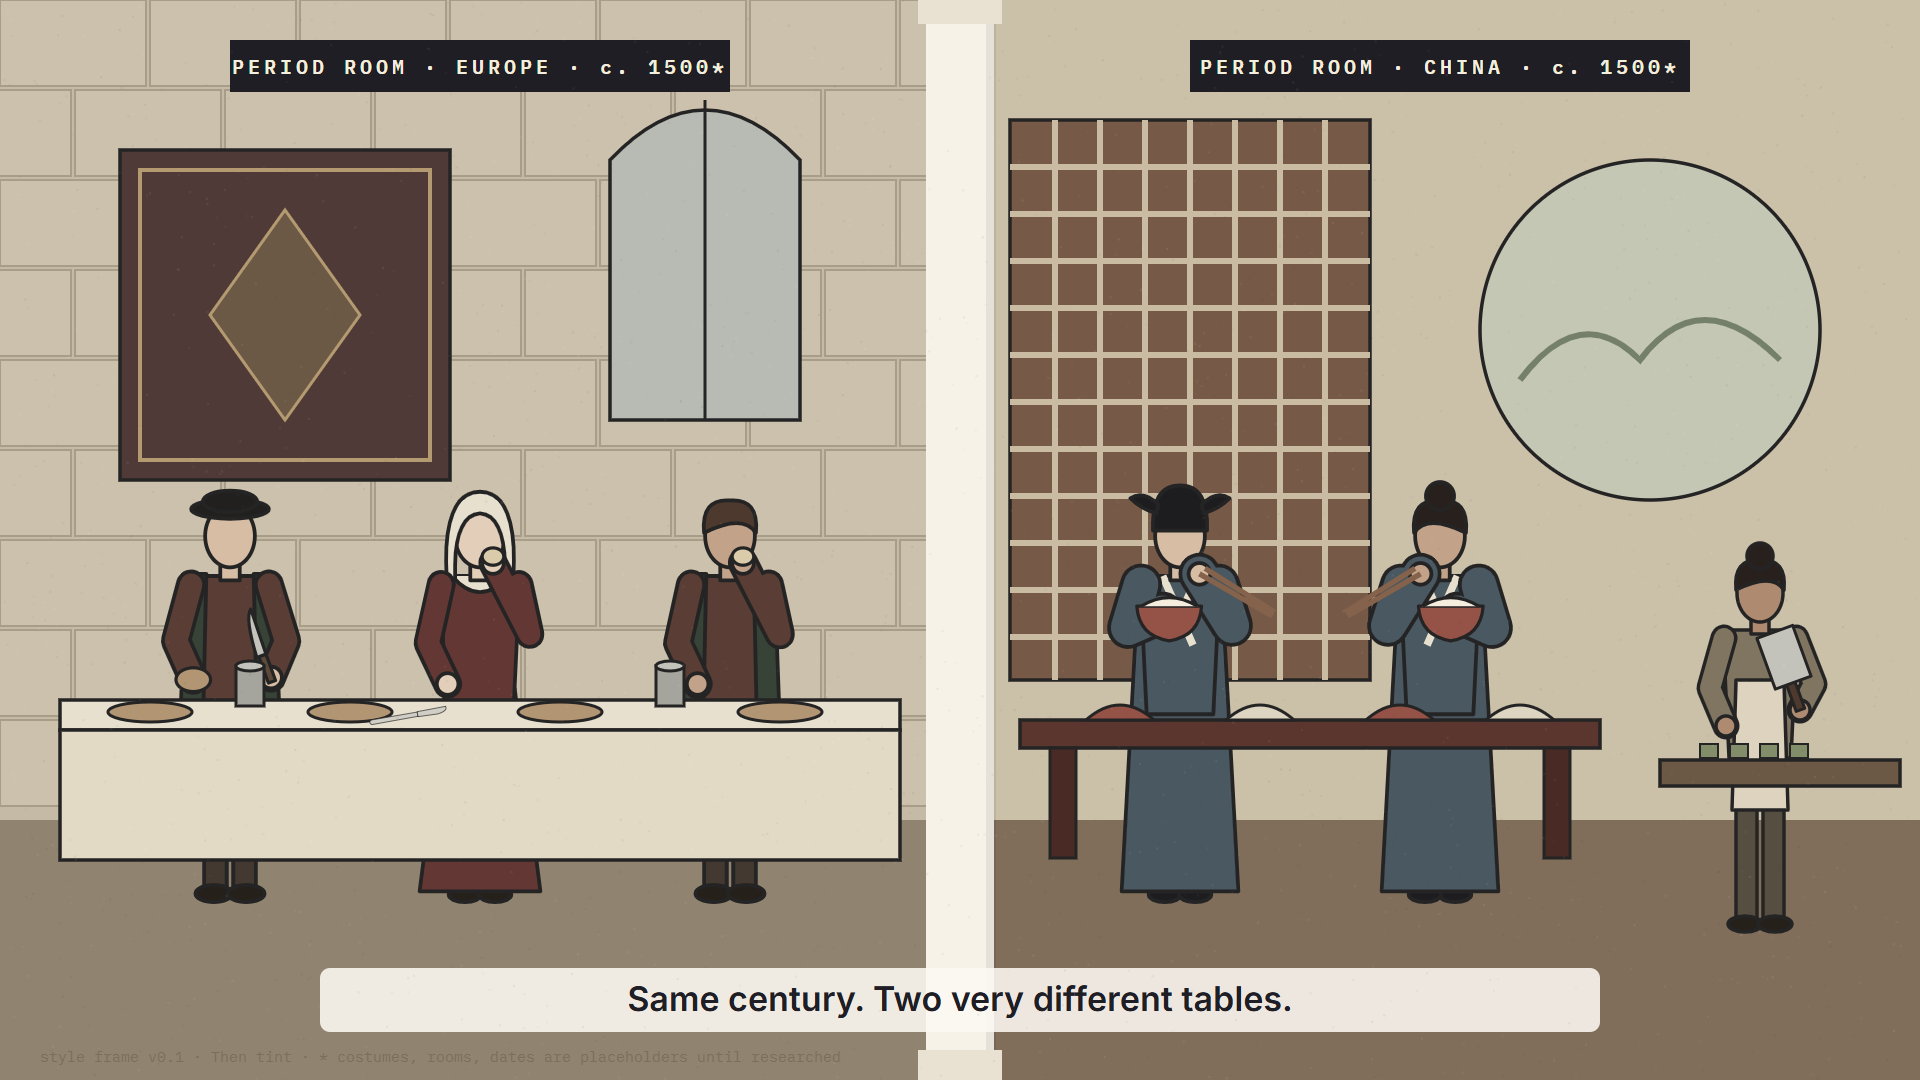 PERIOD ROOM · EUROPE · c. 1500*
PERIOD ROOM · CHINA · c. 1500*
Same century. Two very different tables.
style frame v0.1 · Then tint · * costumes, rooms, dates are placeholders until researched